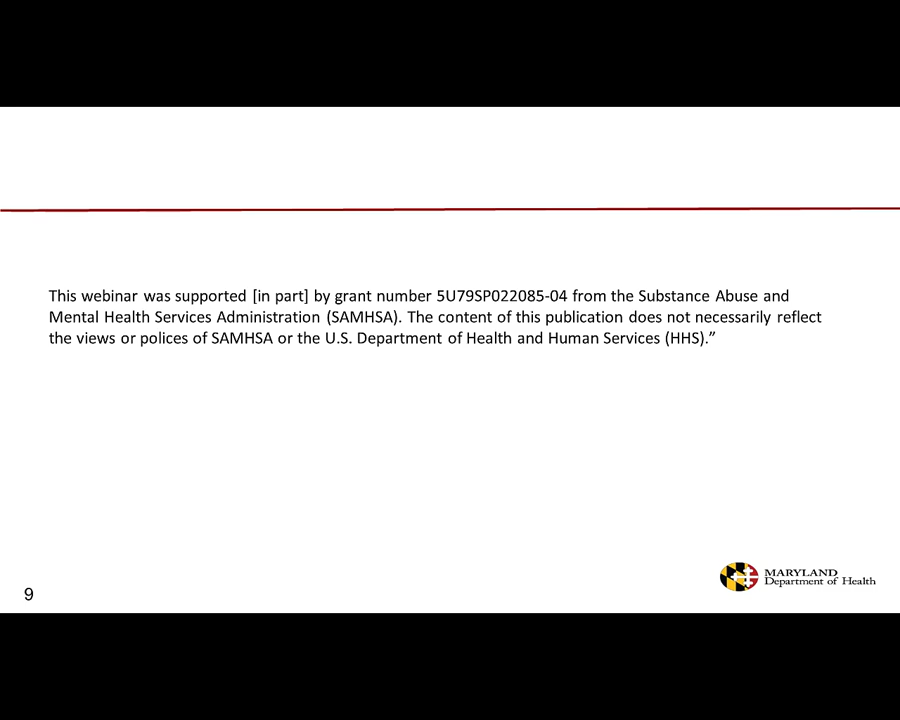 This webinar was supported [in part] by grant number 5U79SP022085-04 from the Substance Abuse and
Mental Health Services Administration (SAMHSA). The content of this publication does not necessarily reflect
the views or polices of SAMHSA or the U.S. Department of Health and Human Services (HHS).”
MARYLAND
Department of Health
9